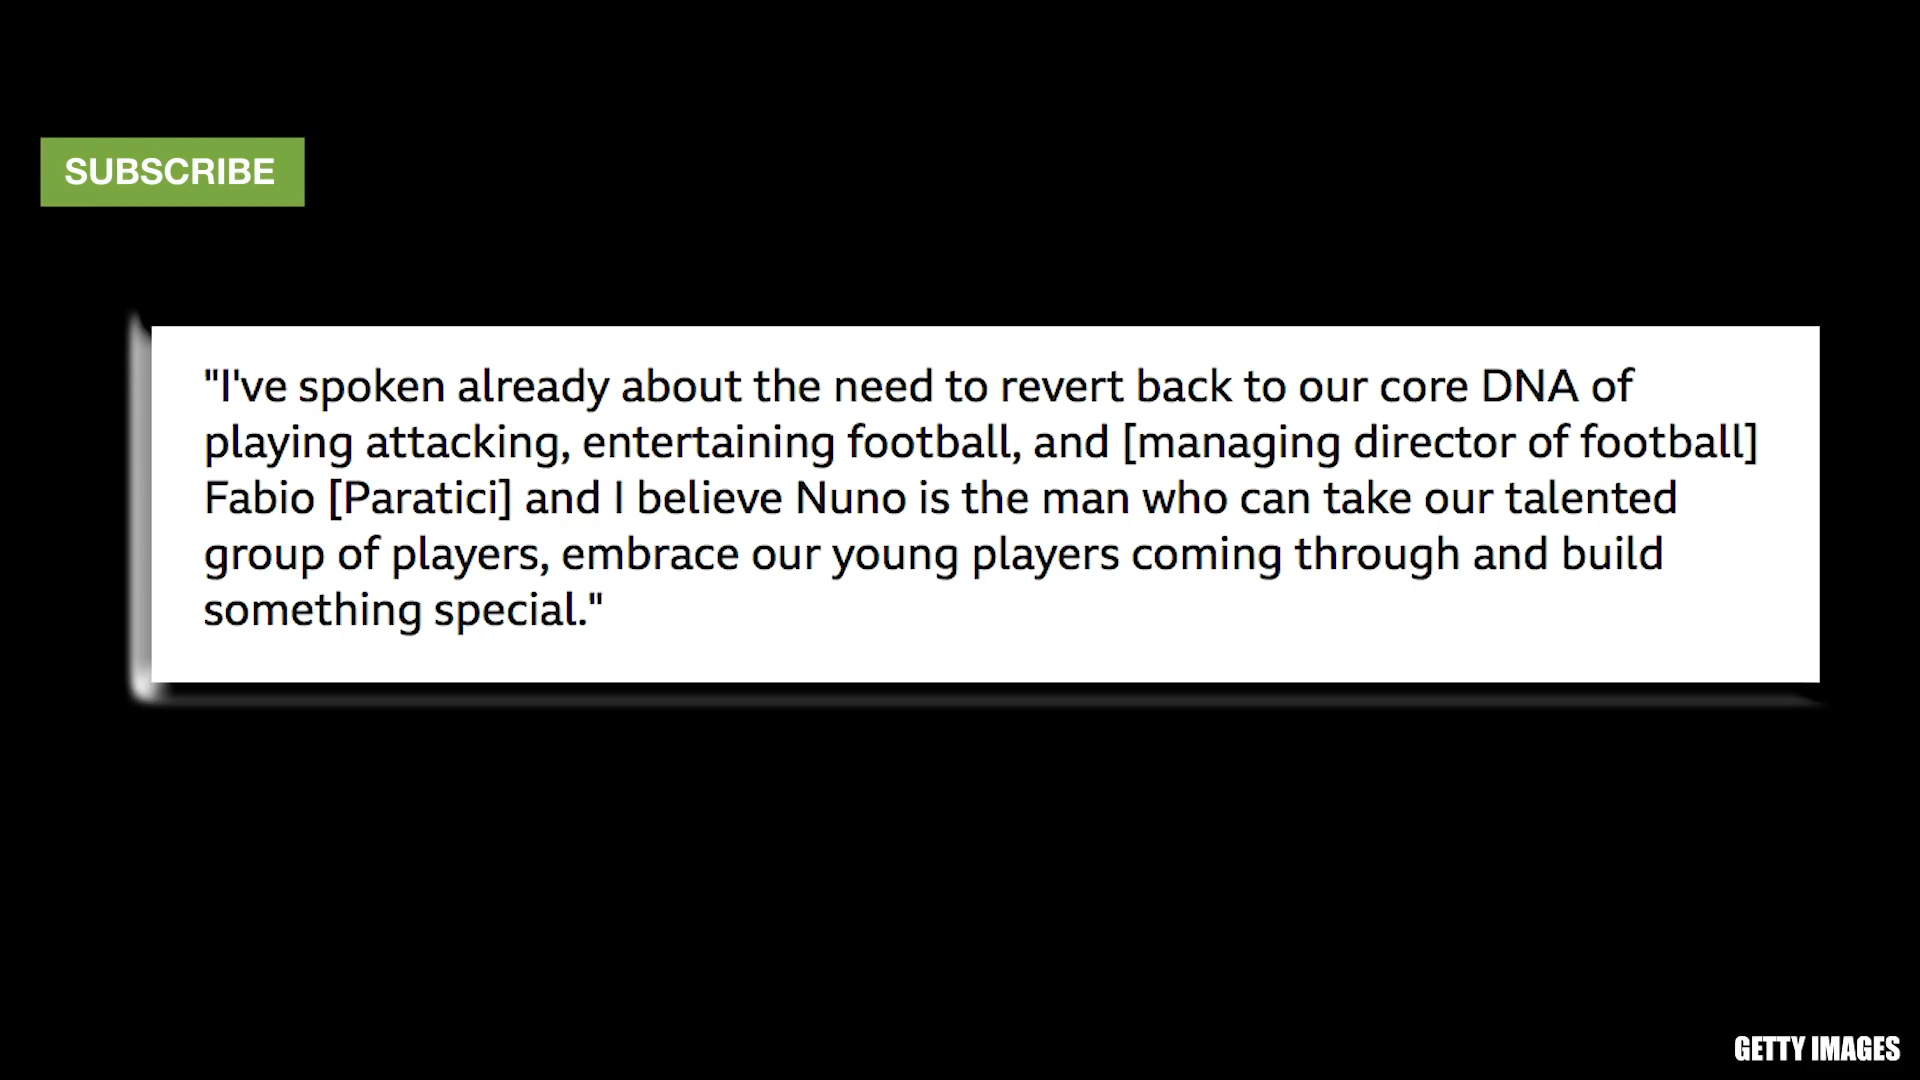 SUBSCRIBE
"I've spoken already about the need to revert back to our core DNA of
playing attacking, entertaining football, and [managing director of football]
Fabio [Paratici] and I believe Nuno is the man who can take our talented
group of players, embrace our young players coming through and build
something special."
GETTY IMAGES